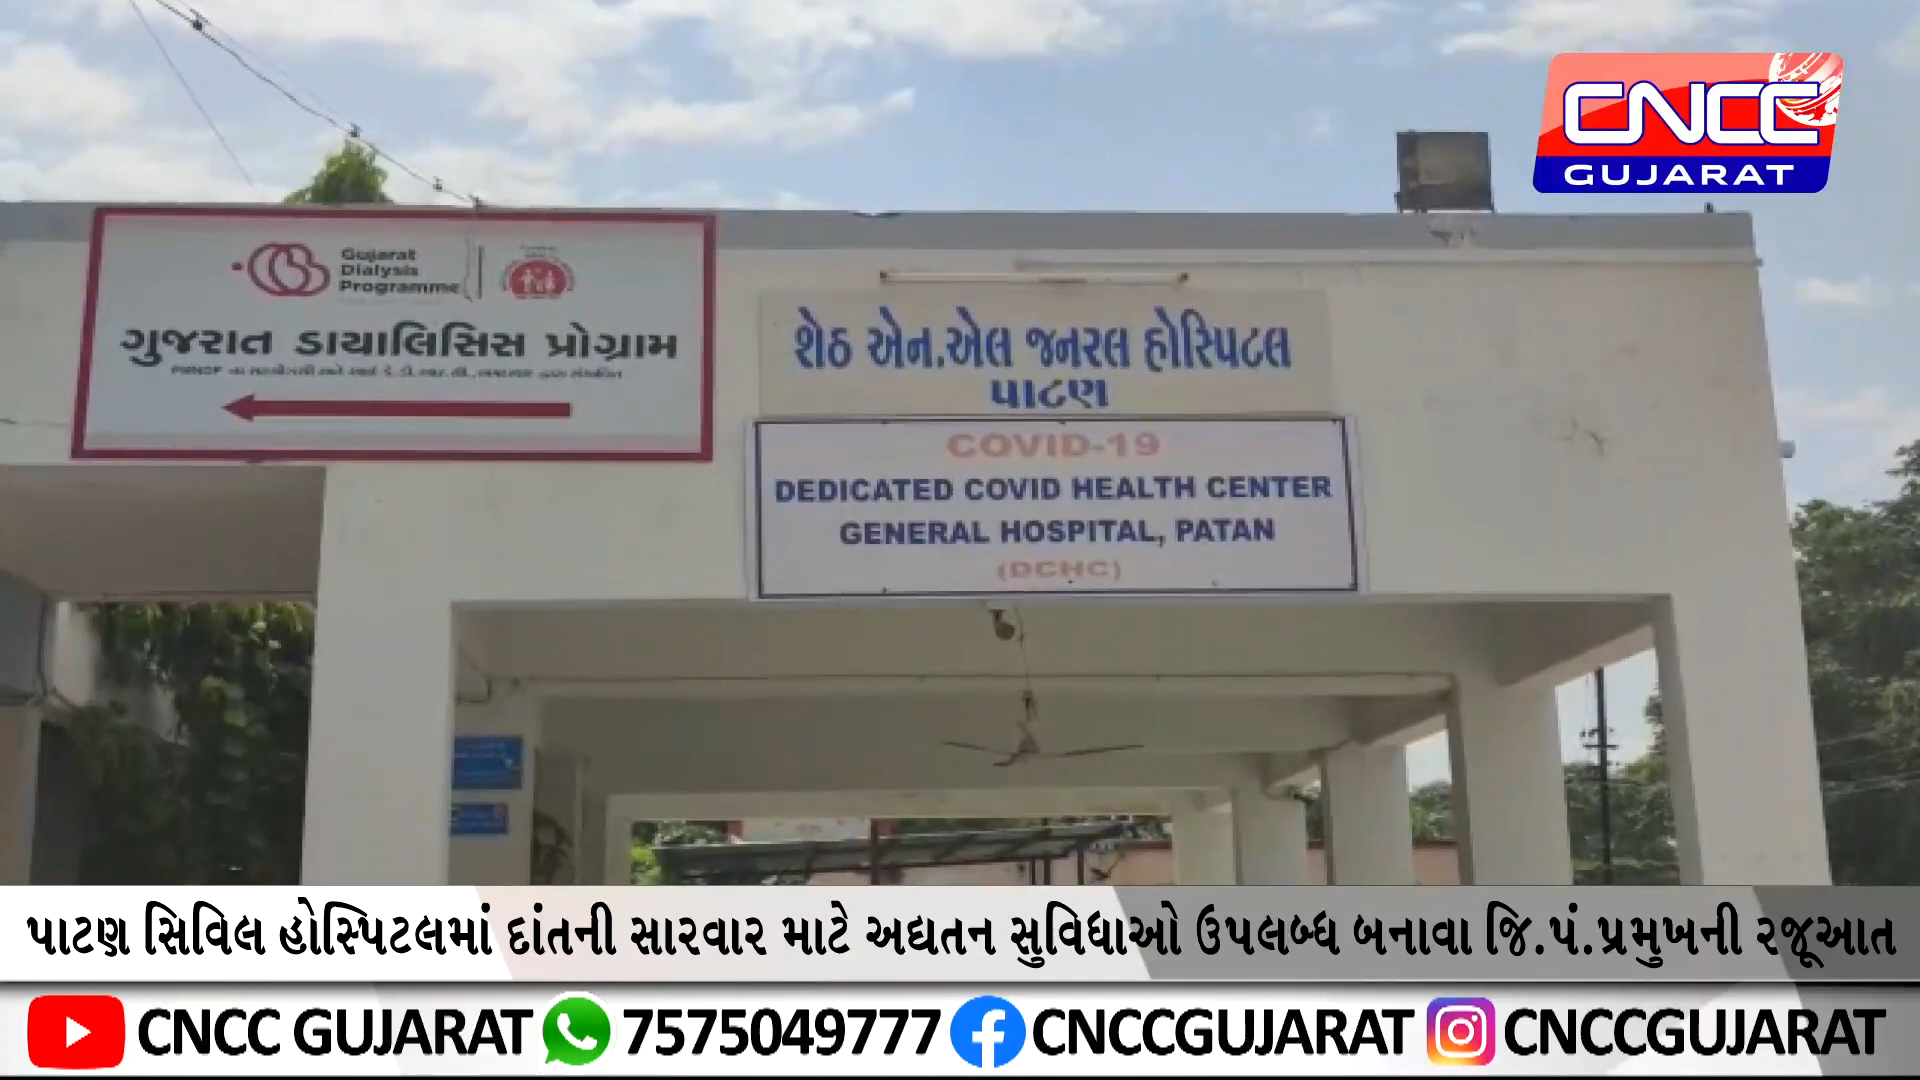 CNCC
GUJARAT
Gujarat
Dialysis
Programme
ગુજરાત ડાયાલિસિસ પ્રોગ્રામ
શેઠ એન.એલ જનરલ હોસ્પિટલ
પાટણ
COVID-19
DEDICATED COVID HEALTH CENTER
GENERAL HOSPITAL, PATAN
(DCHC)
પાટણ સિવિલ હોસ્પિટલમાં દાંતની સારવાર માટે અદ્યતન સુવિધાઓ ઉપલબ્ધ બનાવા જિ.પં.પ્રમુખની રજૂઆત
CNCC GUJARAT 7575049777 CNCCGUJARAT CNCCGUJARAT